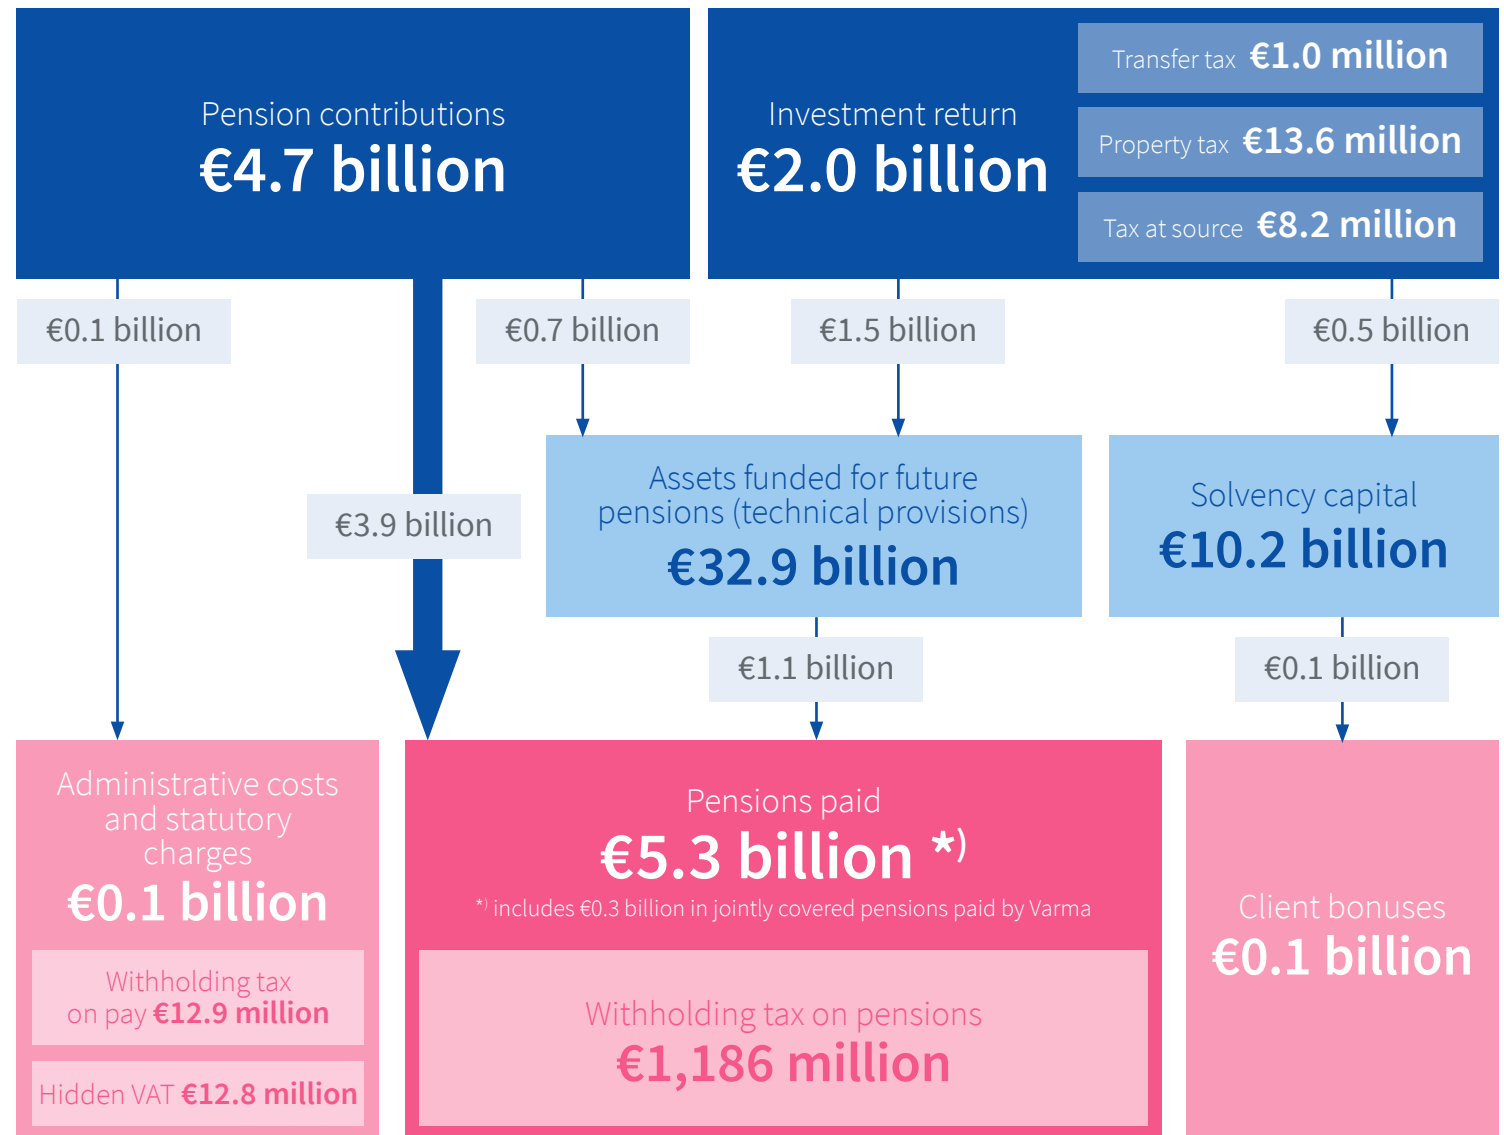 Pension contributions
€4.7 billion
Investment return
€2.0 billion
Transfer tax €1.0 million
Property tax €13.6 million
Tax at source €8.2 million
€0.1 billion
€0.7 billion
€1.5 billion
€0.5 billion
€3.9 billion
Assets funded for future
pensions (technical provisions)
€32.9 billion
Solvency capital
€10.2 billion
€1.1 billion
€0.1 billion
Administrative costs
and statutory
charges
€0.1 billion
Withholding tax
on pay €12.9 million
Hidden VAT €12.8 million
Pensions paid
€5.3 billion *)
*) includes €0.3 billion in jointly covered pensions paid by Varma
Withholding tax on pensions
€1,186 million
Client bonuses
€0.1 billion